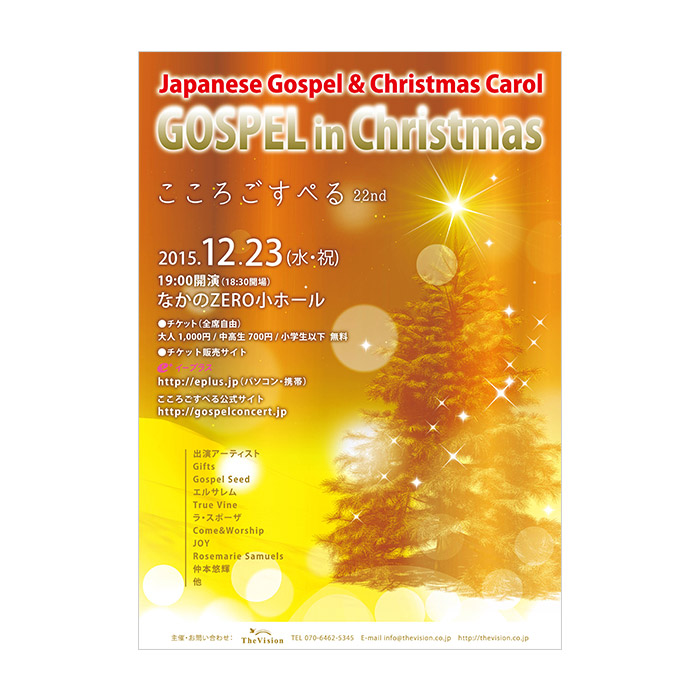 Japanese Gospel & Christmas Carol
GOSPEL in Christmas
こころごすぺる 22nd
2015.12.23(水・祝)
19:00開演(18:30開場)
なかのZERO小ホール
●チケット(全席自由)
大人 1,000円 / 中高生 700円 / 小学生以下 無料
●チケット販売サイト
e+ イープラス
http://eplus.jp(パソコン・携帯)
こころごすぺる公式サイト
http://gospelconcert.jp
出演アーティスト
Gifts
Gospel Seed
エルサレム
True Vine
ラ・スポーザ
Come&Worship
JOY
Rosemarie Samuels
仲本悠輝
他
主催・お問い合わせ: TheVision TEL 070-6462-5345 E-mail info@thevision.co.jp http://thevision.co.jp